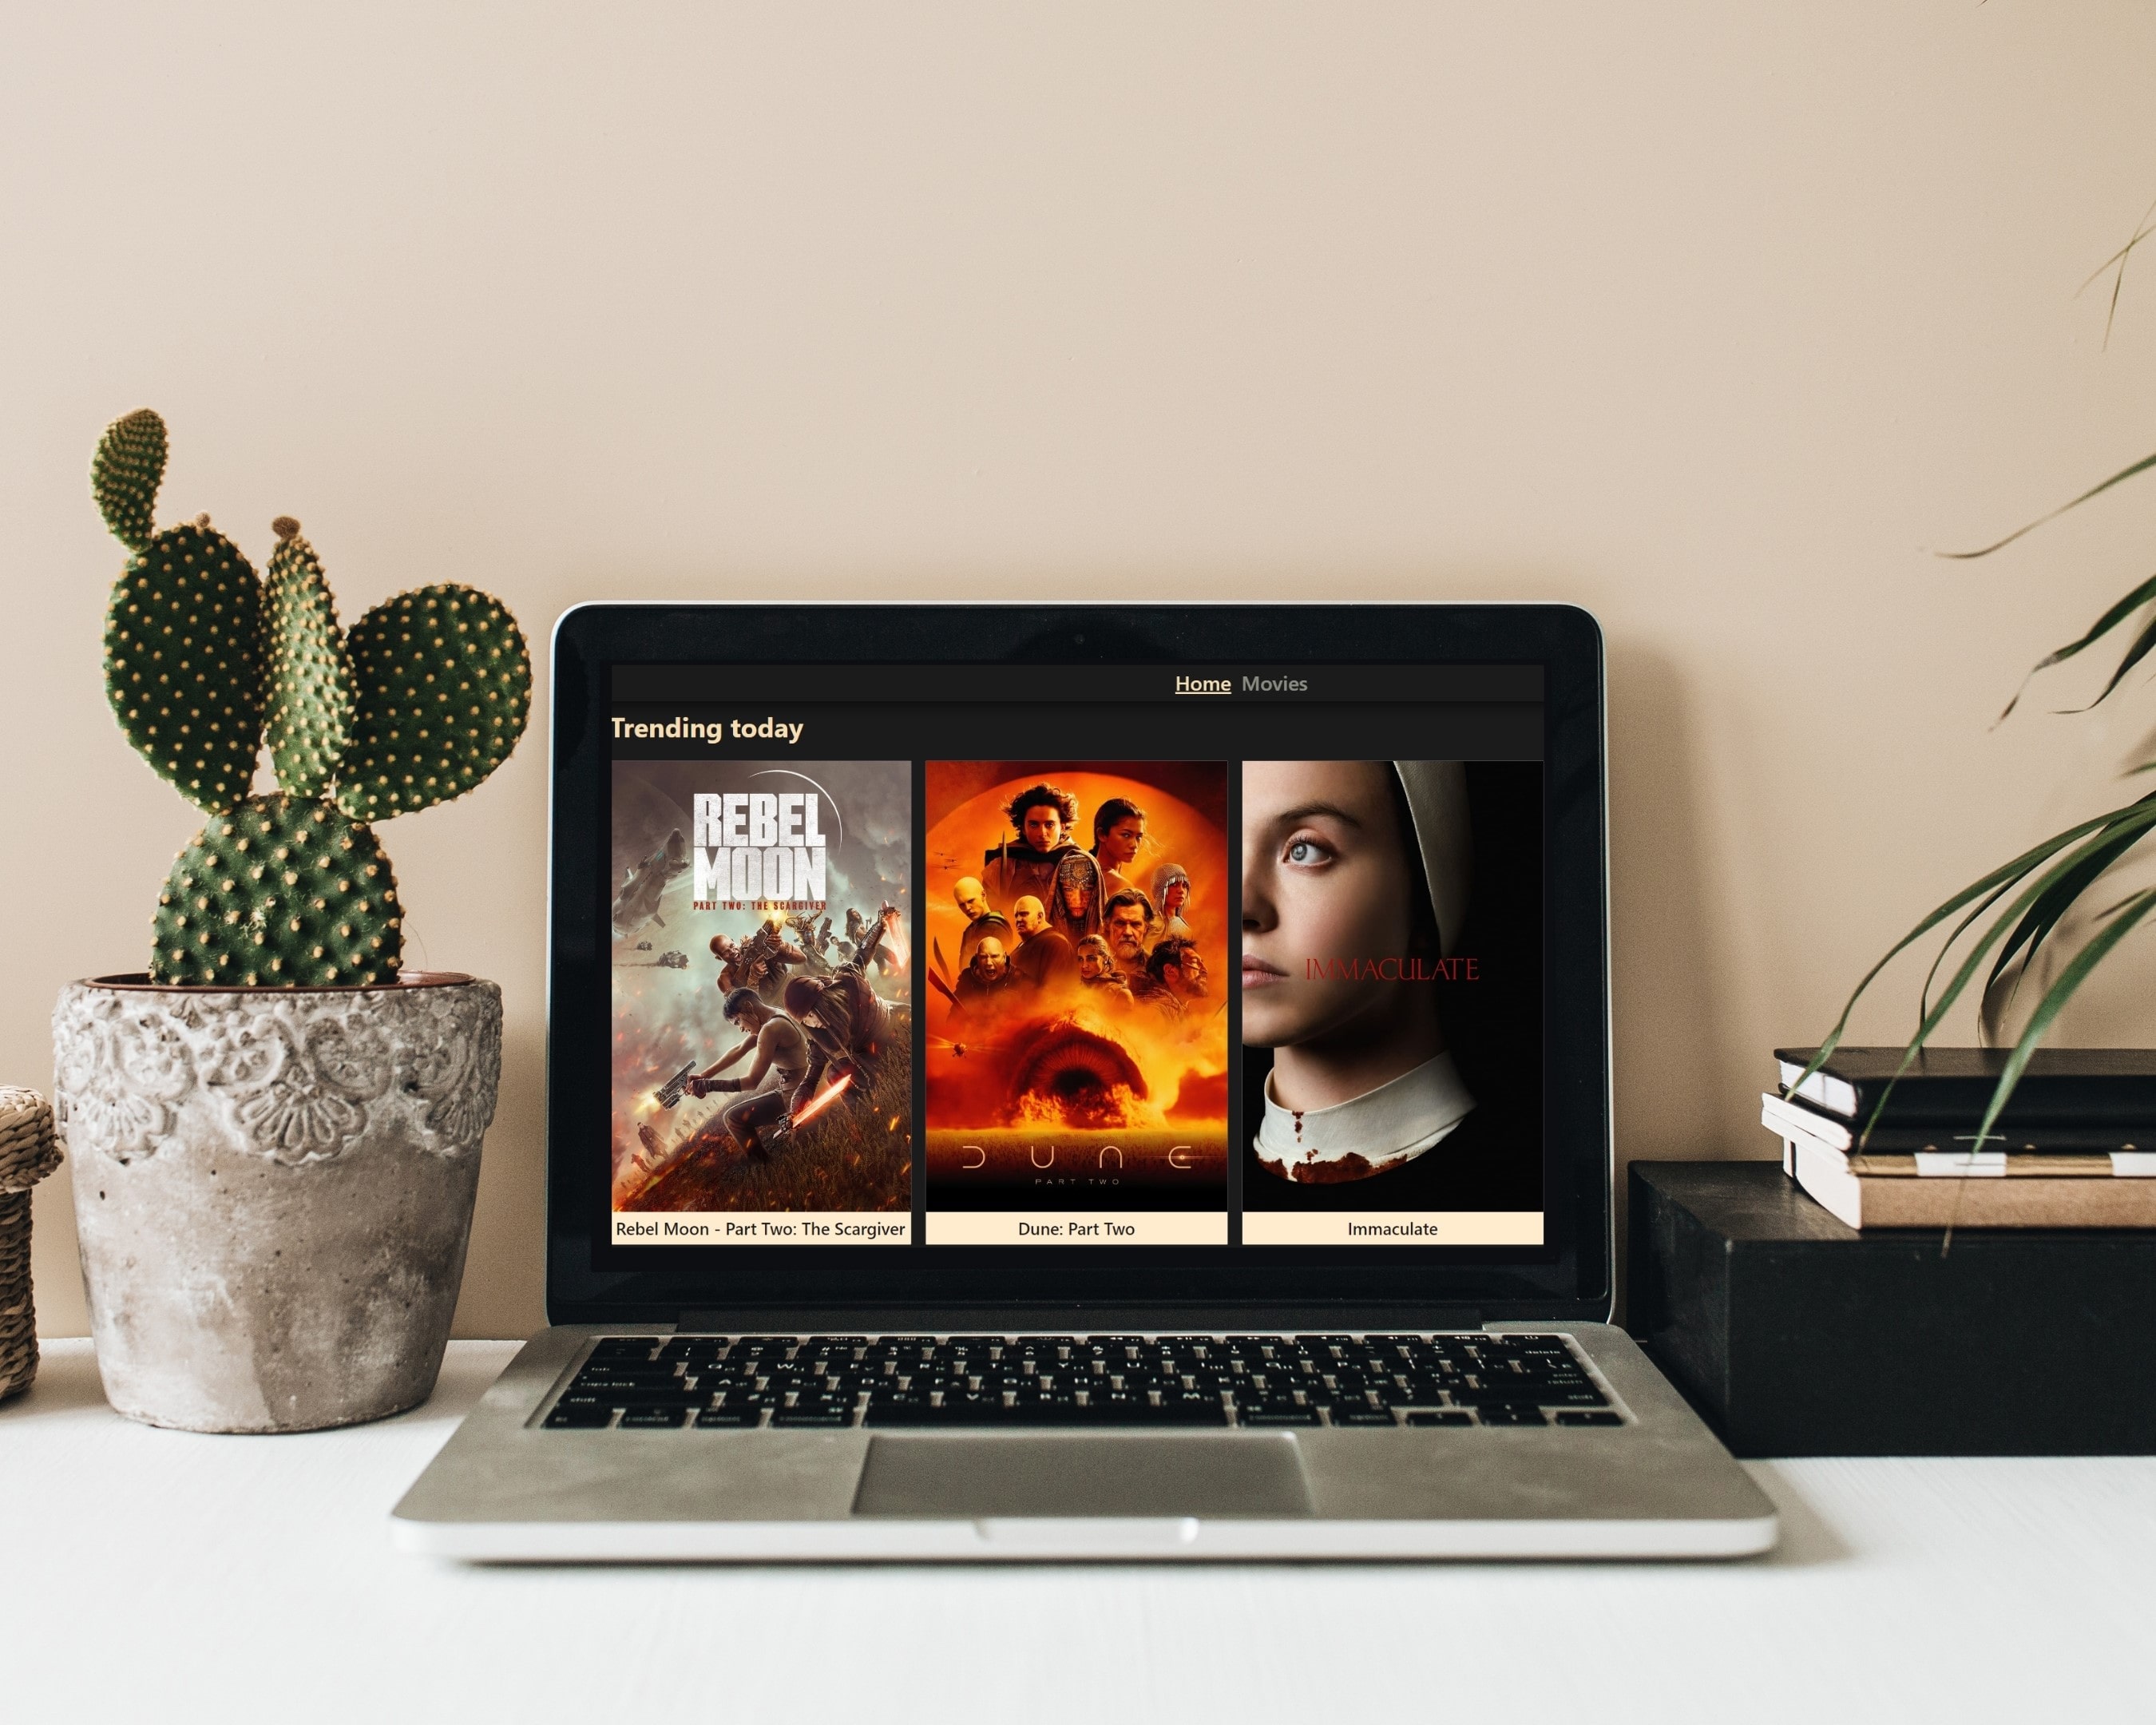 Home Movies
Trending today
REBEL
MOON
PART TWO: THE SCARGIVER
DUNE
PART TWO
IMMACULATE
Rebel Moon - Part Two: The Scargiver
Dune: Part Two
Immaculate